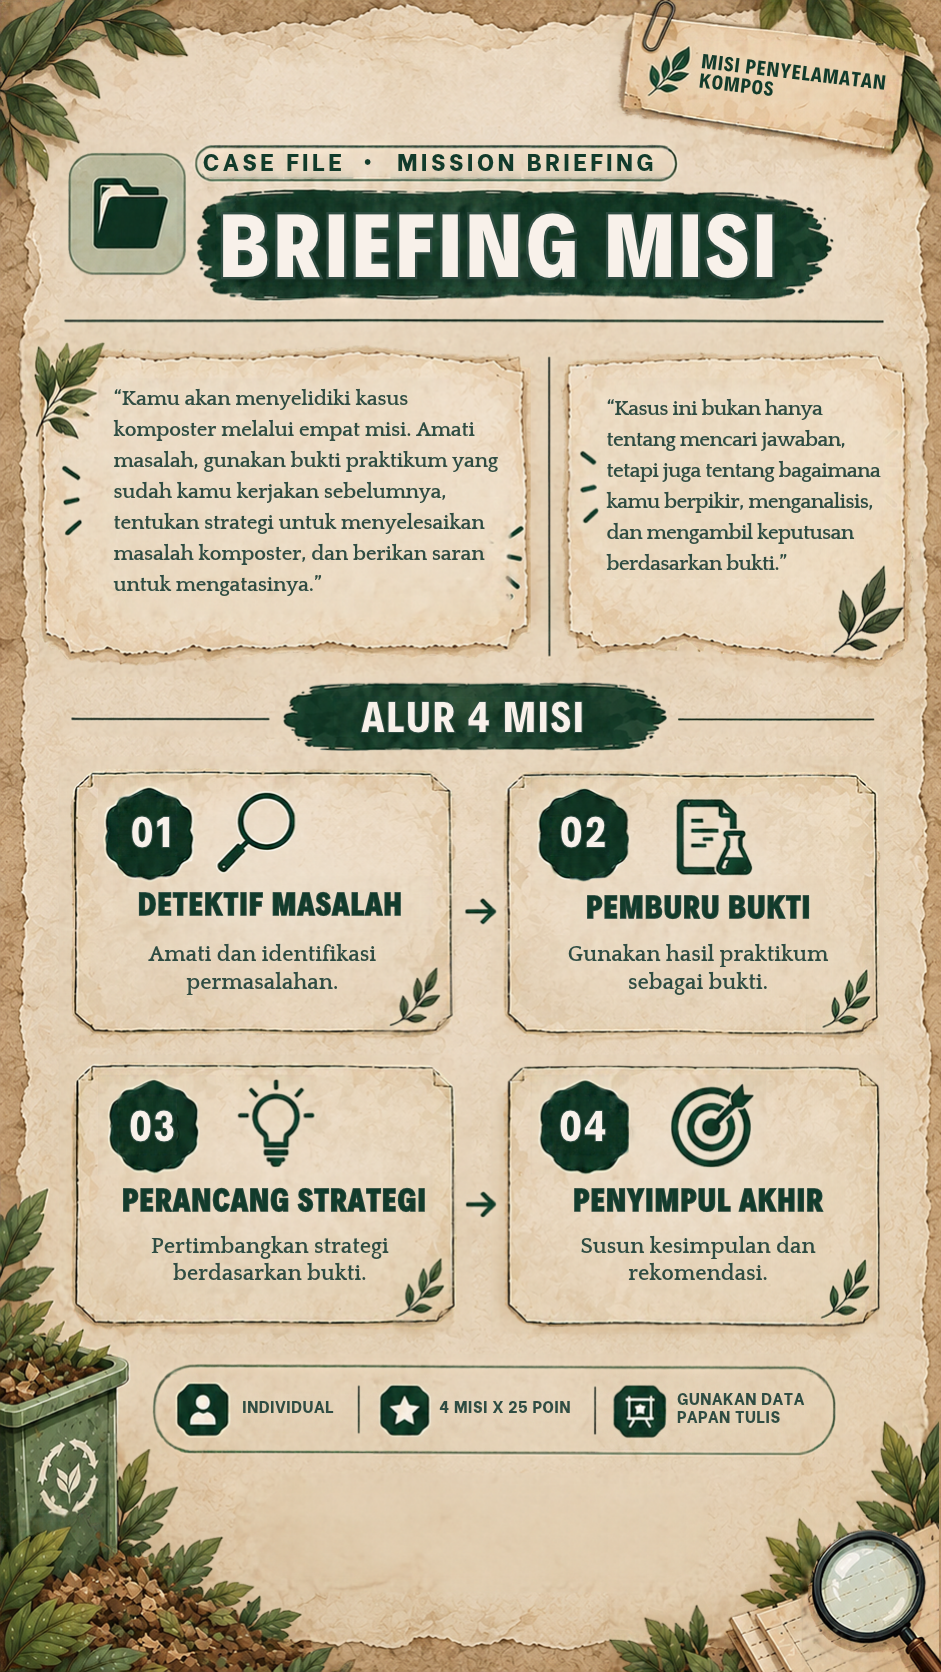 MISI PENYELAMATAN
KOMPOS
CASE FILE • MISSION BRIEFING
BRIEFING MISI
“Kamu akan menyelidiki kasus
komposter melalui empat misi. Amati
masalah, gunakan bukti praktikum yang
sudah kamu kerjakan sebelumnya,
tentukan strategi untuk menyelesaikan
masalah komposter, dan berikan saran
untuk mengatasinya.”
“Kasus ini bukan hanya
tentang mencari jawaban,
tetapi juga tentang bagaimana
kamu berpikir, menganalisis,
dan mengambil keputusan
berdasarkan bukti.”
ALUR 4 MISI
01
DETEKTIF MASALAH
Amati dan identifikasi
permasalahan.
02
PEMBURU BUKTI
Gunakan hasil praktikum
sebagai bukti.
03
PERANCANG STRATEGI
Pertimbangkan strategi
berdasarkan bukti.
04
PENYIMPUL AKHIR
Susun kesimpulan dan
rekomendasi.
INDIVIDUAL
4 MISI X 25 POIN
GUNAKAN DATA
PAPAN TULIS